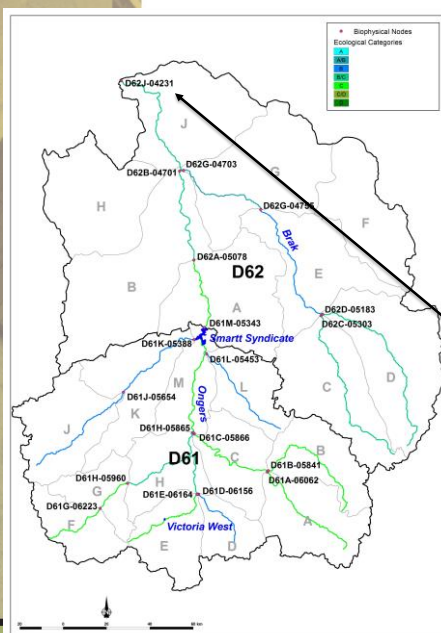 Biophysical Nodes
Ecological Categories
A
A/B
B
B/C
C
C/D
D62J-04231
J
D62G-04703
D62B-04701
G
H
D62G-04755
F
Brak
D62A-05078
E
D62
B
D62D-05183
A
D62C-05303
D61M-05343
Smartt Syndicate
D61K-05388
D61L-05453
D
C
M
L
J
D61J-05654
K
Ongers
D61H-05865
D61C-05866
B
D61
C
D61B-05841
D61H-05960
H
D61A-06062
G
D61E-06164
D61D-06156
D61G-06223
F
Victoria West
A
E
D